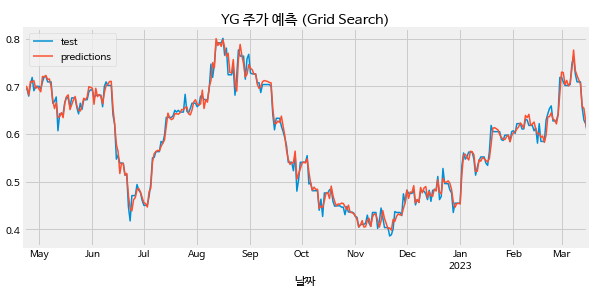 YG 주가 예측 (Grid Search)
test
predictions
0.8
0.7
0.6
0.5
0.4
May Jun Jul Aug Sep Oct Nov Dec Jan Feb Mar
2023
날짜